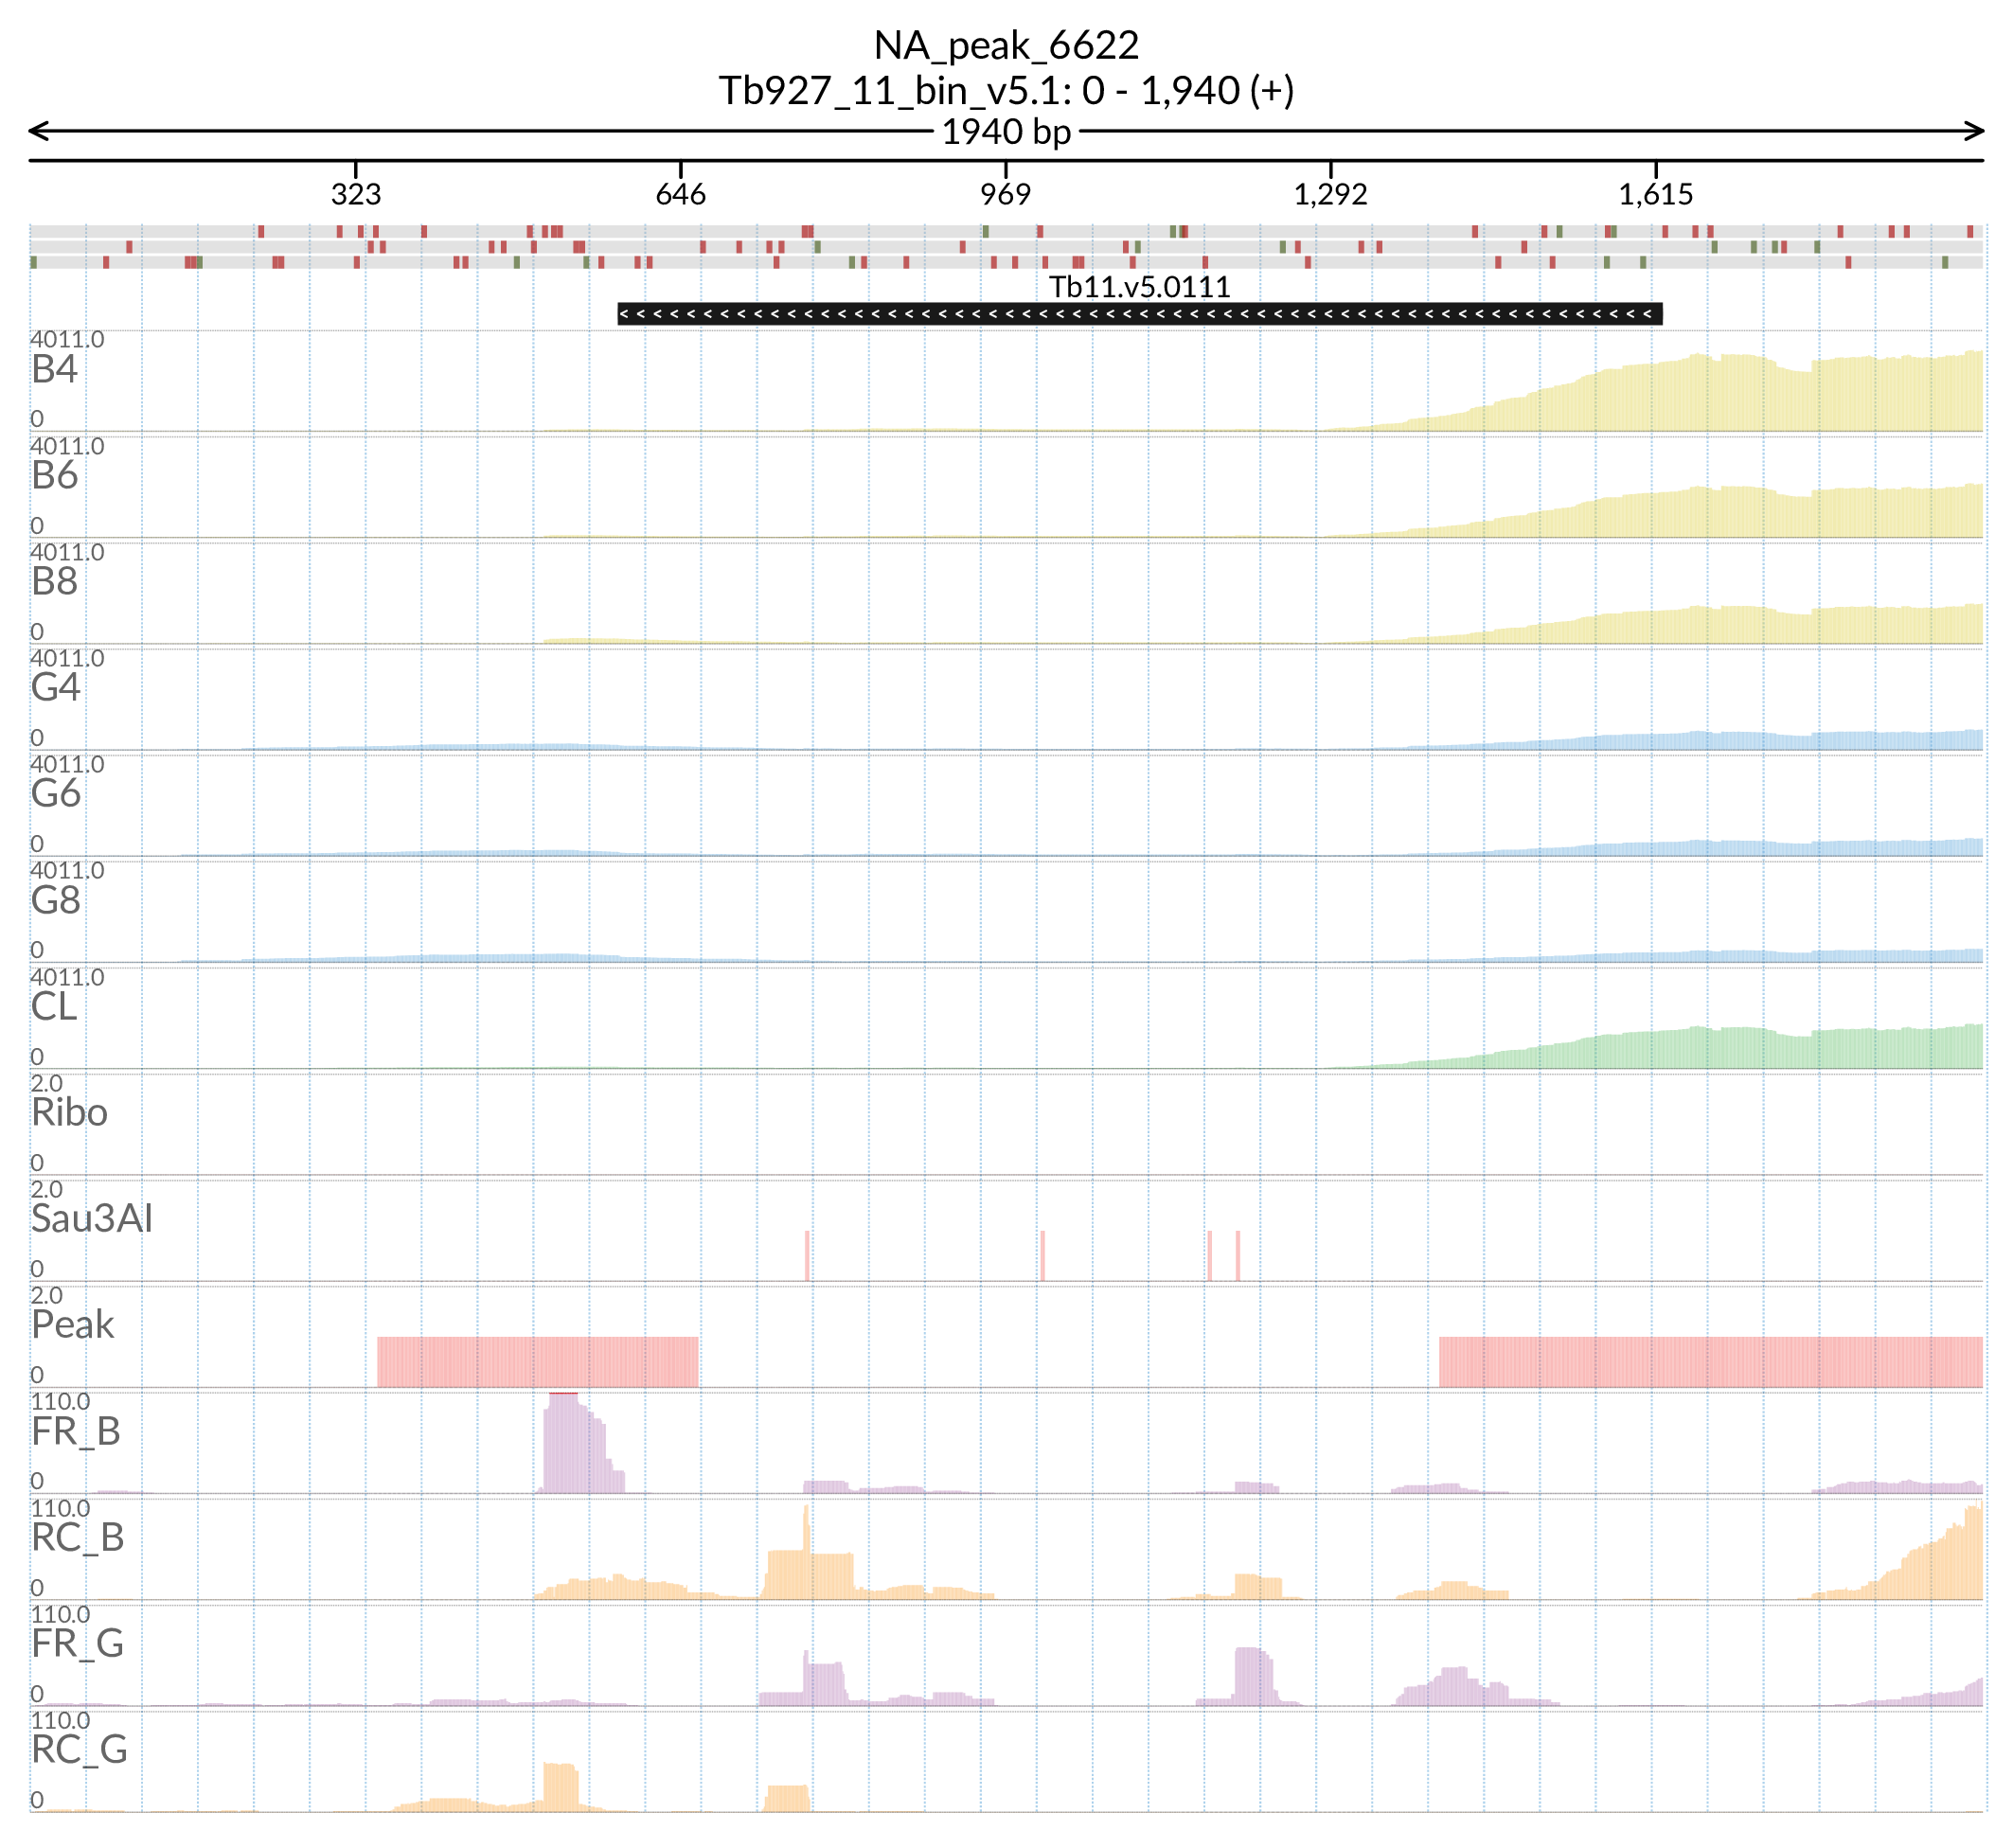 NA_peak_6622
Tb927_11_bin_v5.1: 0 - 1,940 (+)
1940 bp
323 646 969 1,292 1,615
Tb11.v5.0111
4011.0
B4
0
4011.0
B6
0
4011.0
B8
0
4011.0
G4
0
4011.0
G6
0
4011.0
G8
0
4011.0
CL
0
2.0
Ribo
0
2.0
Sau3AI
0
2.0
Peak
0
110.0
FR_B
0
110.0
RC_B
0
110.0
FR_G
0
110.0
RC_G
0